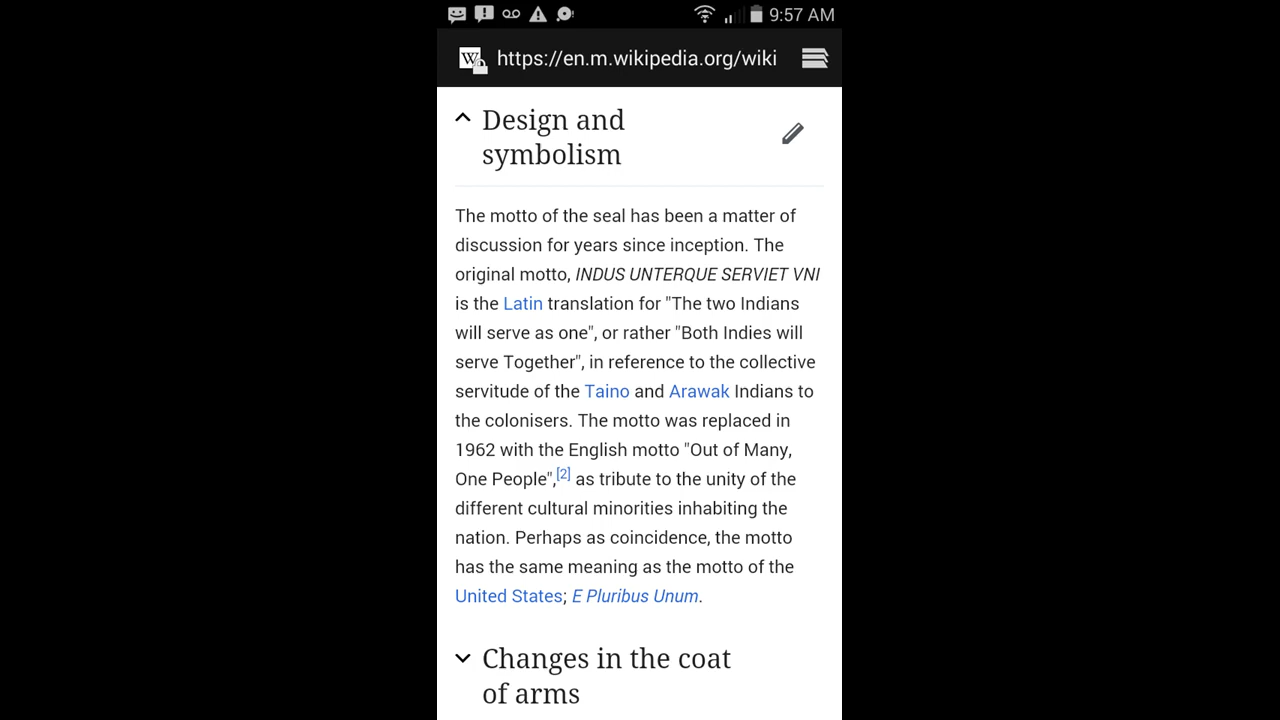 9:57 AM
https://en.m.wikipedia.org/wiki
Design and
symbolism
The motto of the seal has been a matter of
discussion for years since inception. The
original motto, INDUS UNTERQUE SERVIET VNI
is the Latin translation for "The two Indians
will serve as one", or rather "Both Indies will
serve Together", in reference to the collective
servitude of the Taino and Arawak Indians to
the colonisers. The motto was replaced in
1962 with the English motto "Out of Many,
One People",[2] as tribute to the unity of the
different cultural minorities inhabiting the
nation. Perhaps as coincidence, the motto
has the same meaning as the motto of the
United States; E Pluribus Unum.
Changes in the coat
of arms